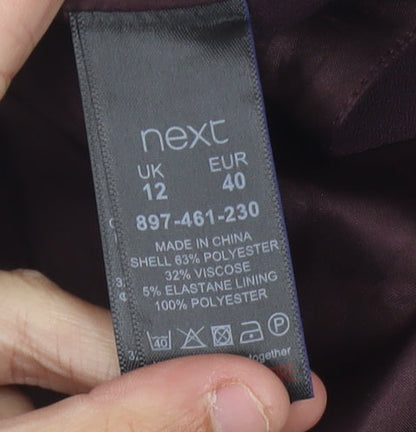 next
UK EUR
12 40
897-461-230
MADE IN CHINA
SHELL 63% POLYESTER
32% VISCOSE
5% ELASTANE LINING
100% POLYESTER
40 P
together